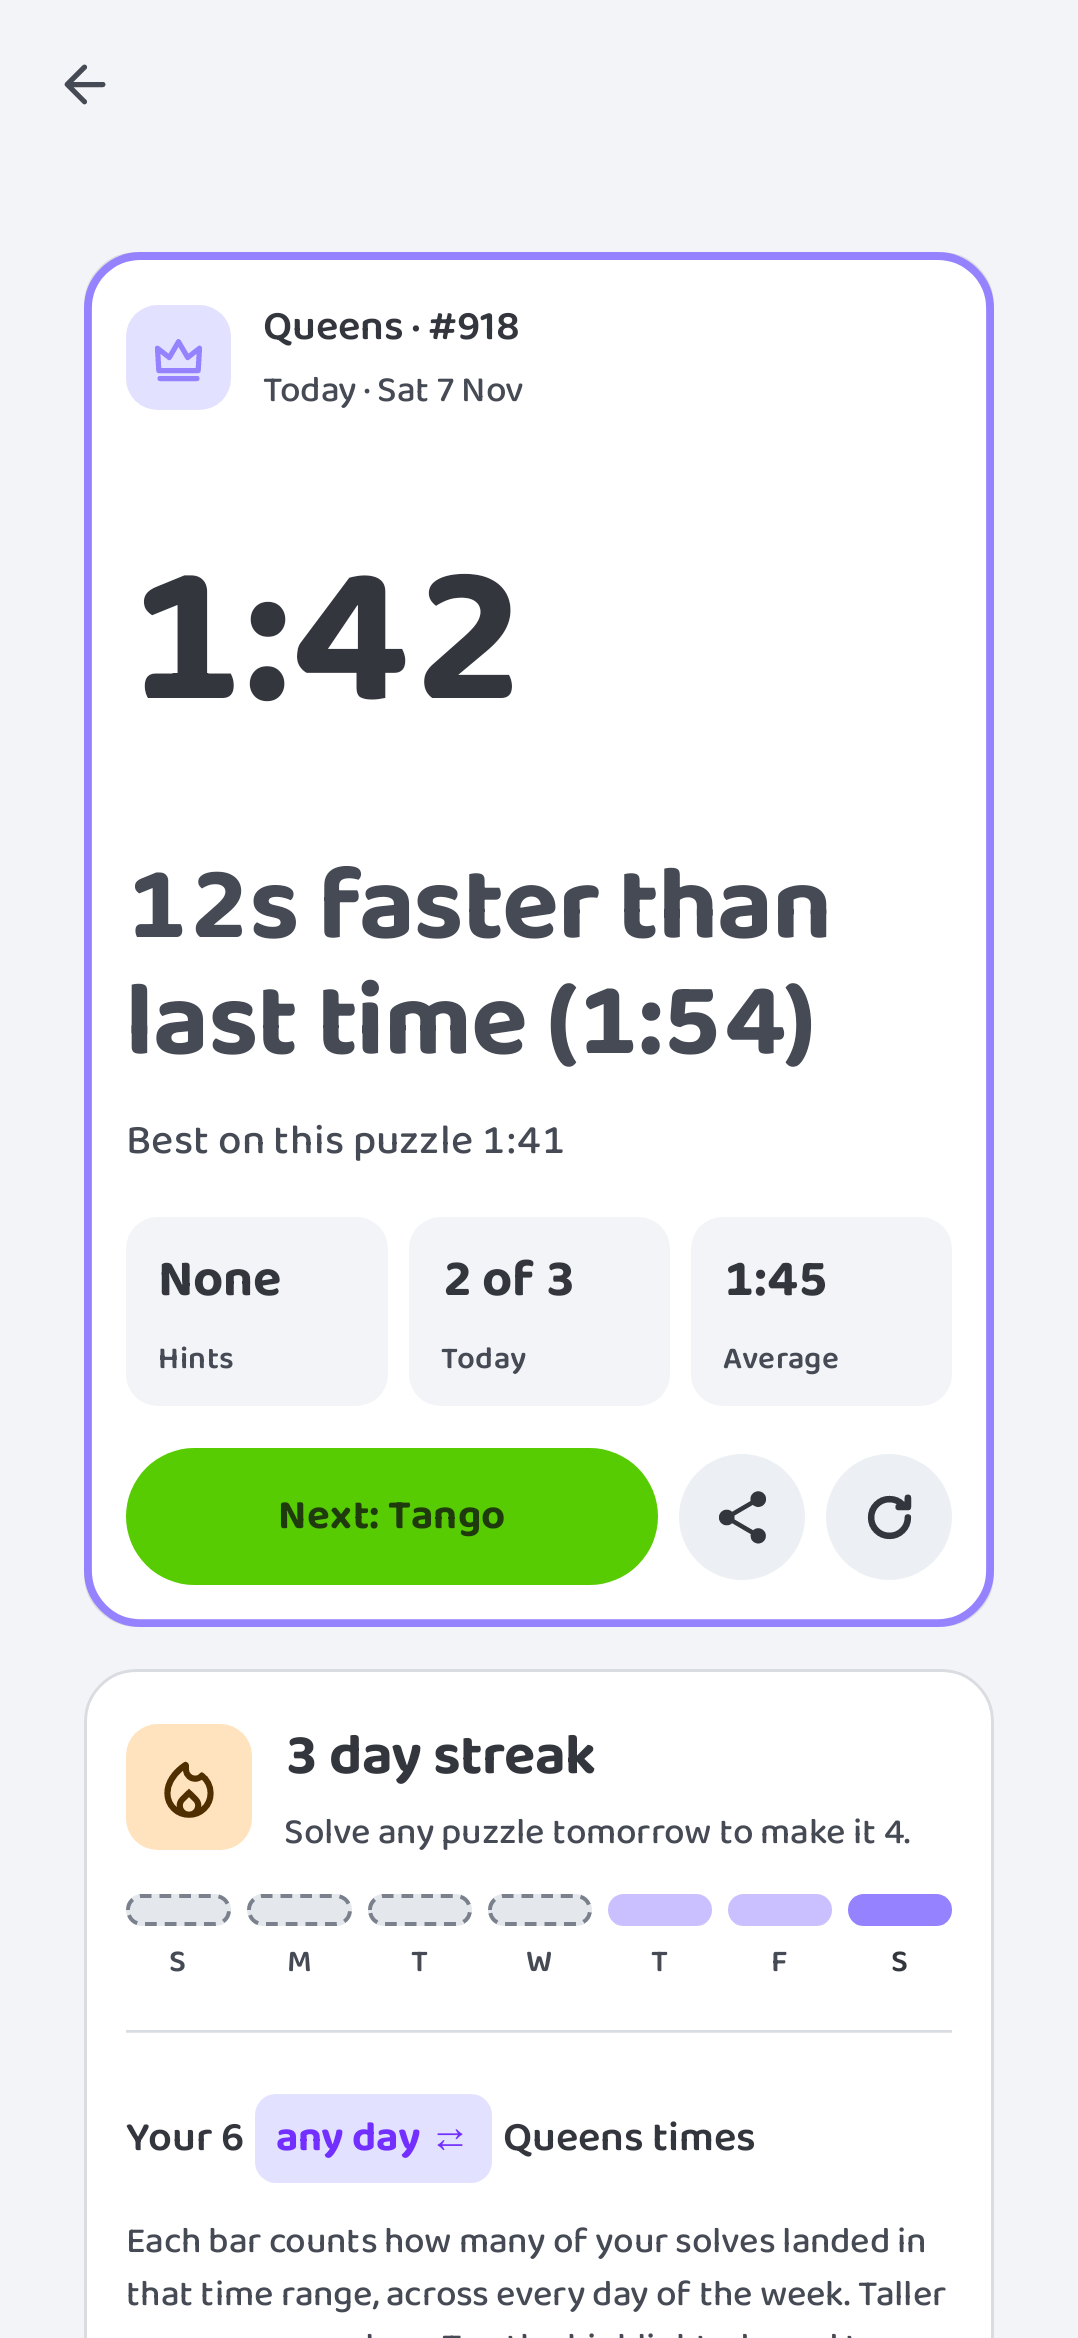 Queens · #918
Today · Sat 7 Nov
1:42
12s faster than
last time (1:54)
Best on this puzzle 1:41
None
Hints
2 of 3
Today
1:45
Average
Next: Tango
3 day streak
Solve any puzzle tomorrow to make it 4.
S M T W T F S
Your 6 any day ⇄ Queens times
Each bar counts how many of your solves landed in
that time range, across every day of the week. Taller